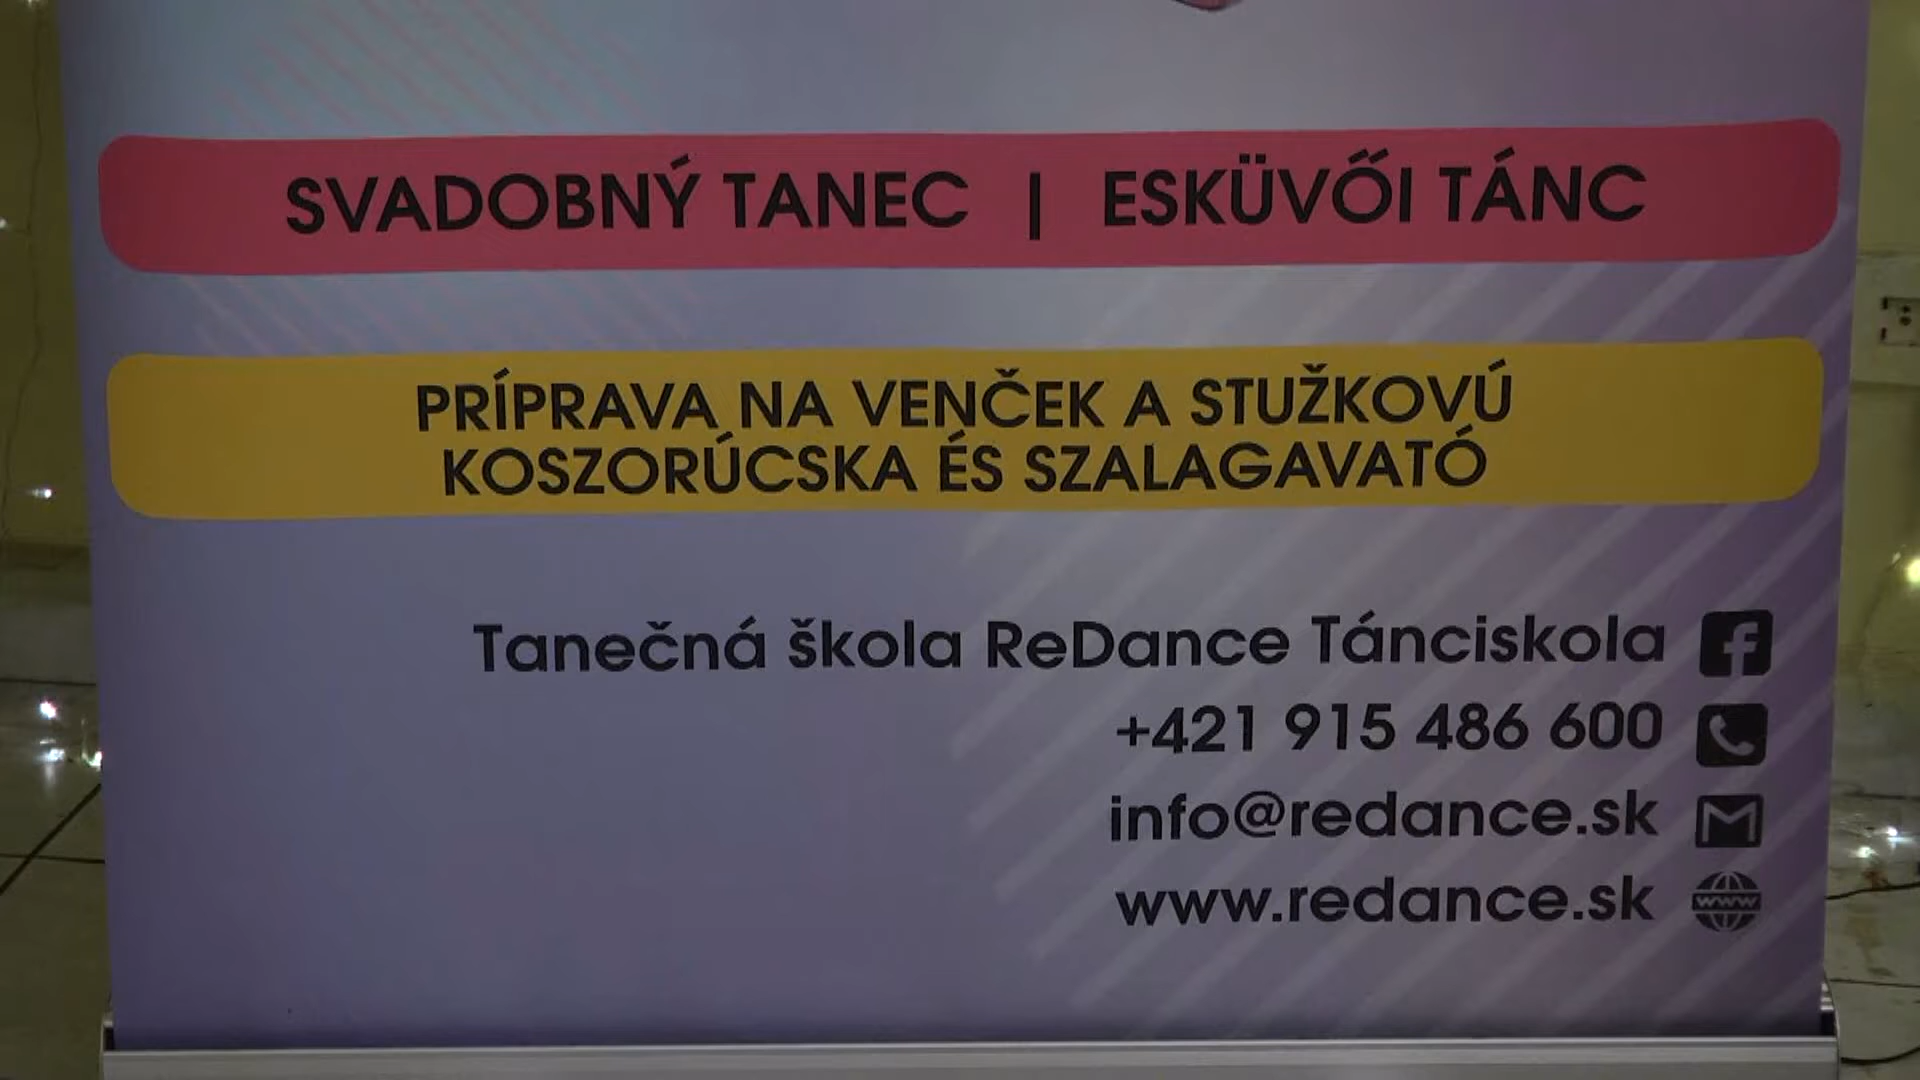 SVADOBNÝ TANEC | ESKÜVŐI TÁNC
PRÍPRAVA NA VENČEK A STUŽKOVÚ
KOSZORÚCSKA ÉS SZALAGAVATÓ
Tanečná škola ReDance Tánciskola
+421 915 486 600
info@redance.sk
www.redance.sk
www